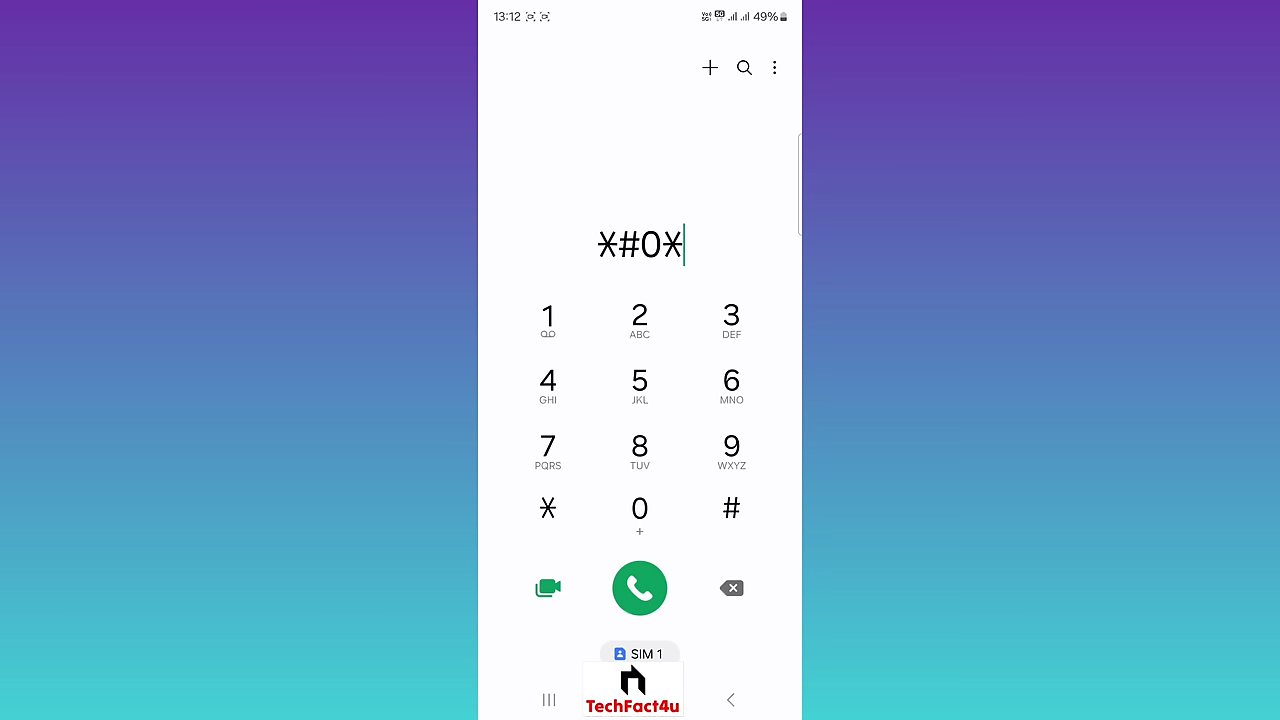 13:12 49%
*#0*
1 2 3
ABC DEF
4 5 6
GHI JKL MNO
7 8 9
PQRS TUV WXYZ
* 0 #
+
SIM 1
TechFact4u